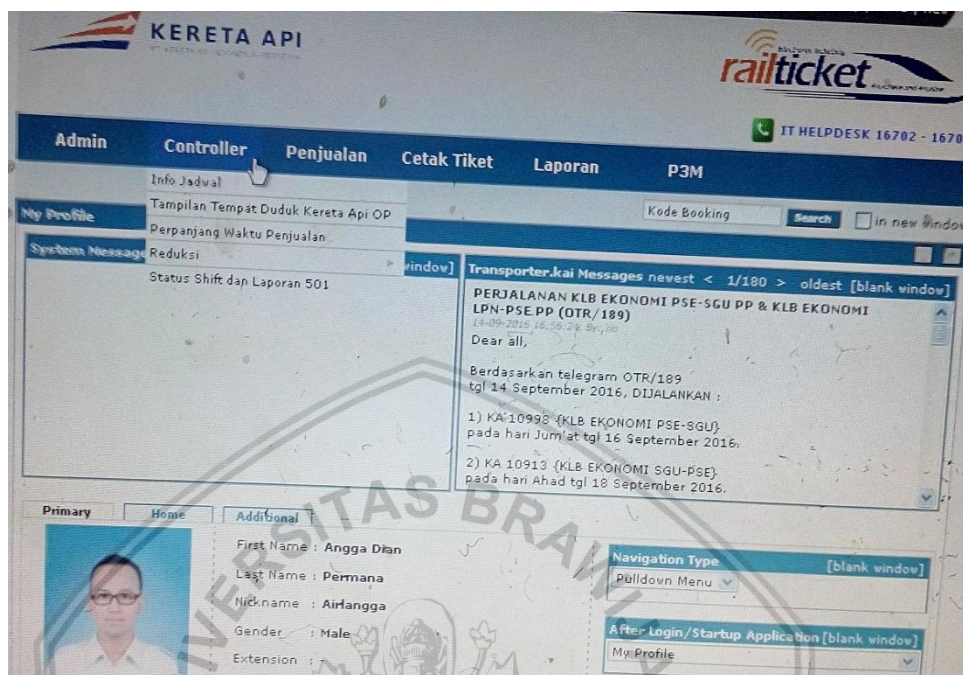 KERETA API
railticket
IT HELPDESK 16702 - 1670
Admin
Controller
Penjualan
Cetak Tiket
Laporan
P3M
Info Jadwal
Tampilan Tempat Duduk Kereta Api OP
Perpanjang Waktu Penjualan
Reduksi
Status Shift dan Laporan 501
Kode Booking
Search
in new Window
My Profile
System Message
window]
Transporter.kai Messages newest < 1/180 > oldest [blank window]
PERJALANAN KLB EKONOMI PSE-SGU PP & KLB EKONOMI
LPN-PSE PP (OTR/189)
14-09-2016 16:56:24, By:
Dear all,
Berdasarkan telegram OTR/189
tgl 14 September 2016, DIJALANKAN :
1) KA 10998 {KLB EKONOMI PSE-SGU}
pada hari Jum'at tgl 16 September 2016.
2) KA 10913 {KLB EKONOMI SGU-PSE}
pada hari Ahad tgl 18 September 2016.
Primary
Home
Additional
First Name : Angga Dian
Last Name : Permana
Nickname : Airlangga
Gender : Male
Extension : -
Navigation Type [blank window]
Pulldown Menu
After Login/Startup Application [blank window]
My Profile
UNIVERSITAS BRAWIJAYA